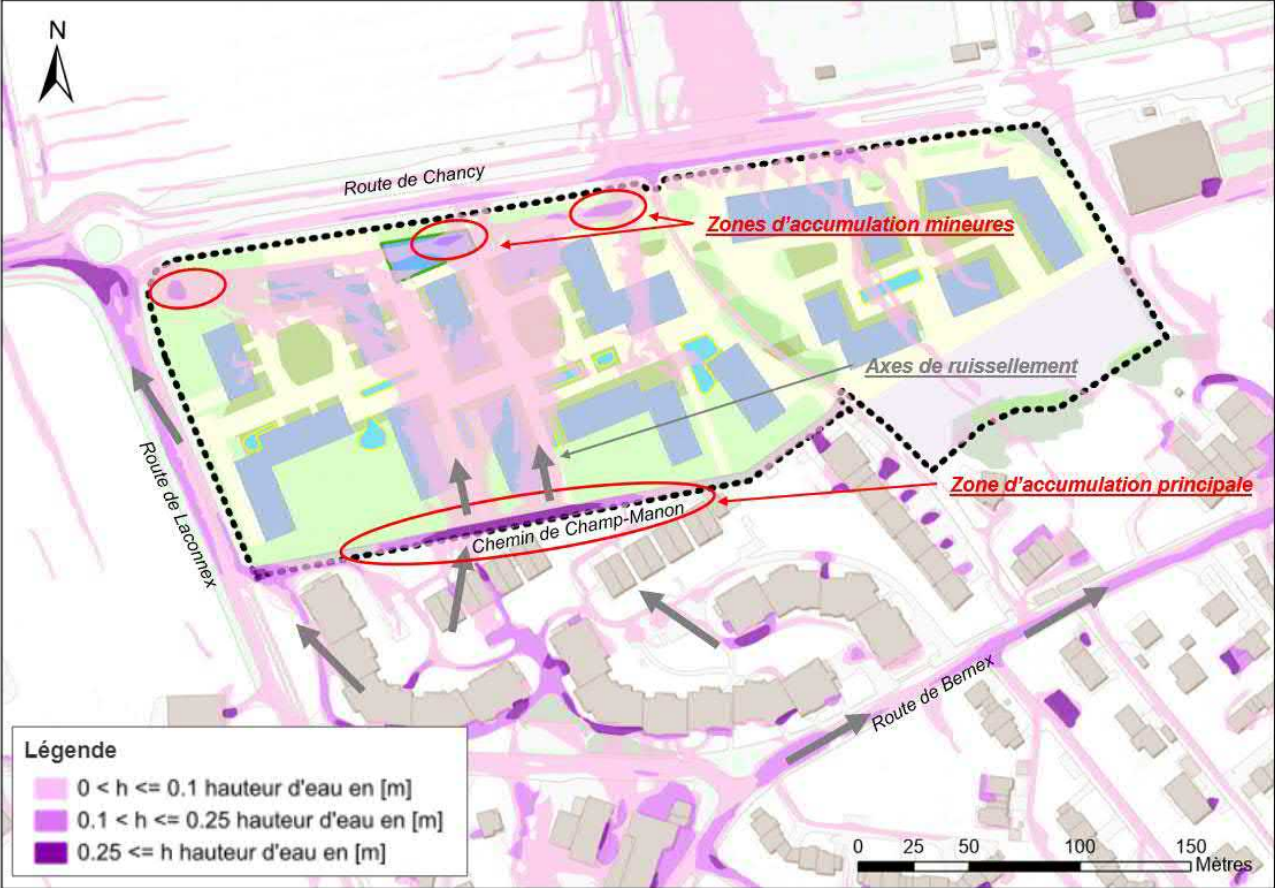 N
Route de Chancy
Zones d'accumulation mineures
Axes de ruissellement
Route de Laconnex
Zone d'accumulation principale
Chemin de Champ-Manon
Route de Bernex
Légende
0 < h <= 0.1 hauteur d'eau en [m]
0.1 < h <= 0.25 hauteur d'eau en [m]
0.25 <= h hauteur d'eau en [m]
0 25 50 100 150
Mètres